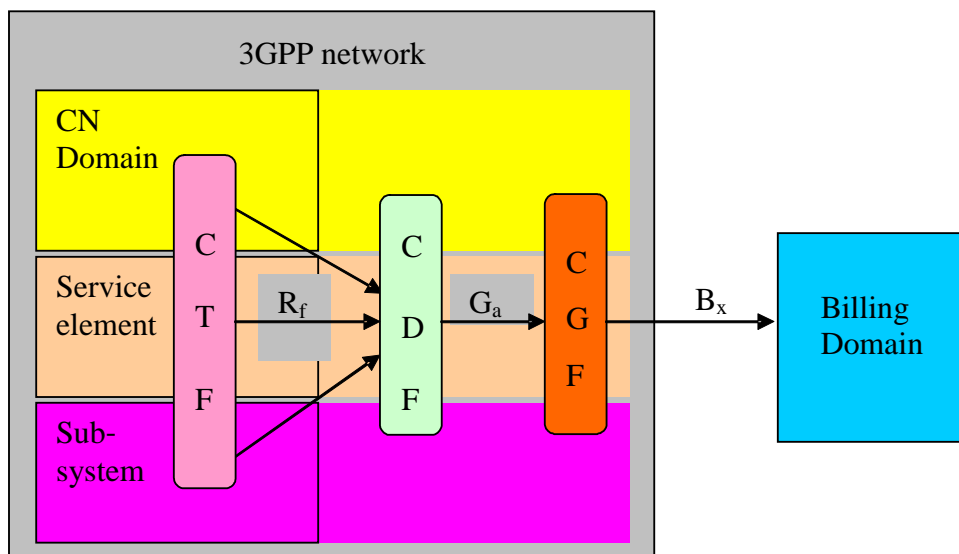 3GPP network
CN
Domain
C
T
F
C
D
F
C
G
F
Service
element
Rf
Ga
Bx
Billing
Domain
Sub-
system